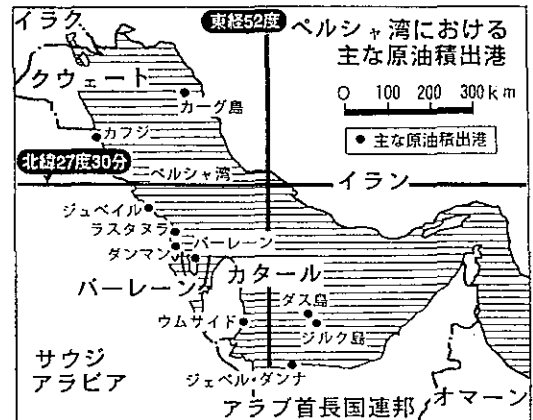 イラク
東経52度
ペルシャ湾における
主な原油積出港
クウェート
0 100 200 300km
カーグ島
カフジ
● 主な原油積出港
北緯27度30分
ペルシャ湾
イラン
ジュベイル
ラスタヌラ
ダンマン
バーレーン
バーレーン
カタール
ダス島
ウムサイド
ジルク島
サウジ
アラビア
ジェベル・ダンナ
アラブ首長国連邦
オマーン